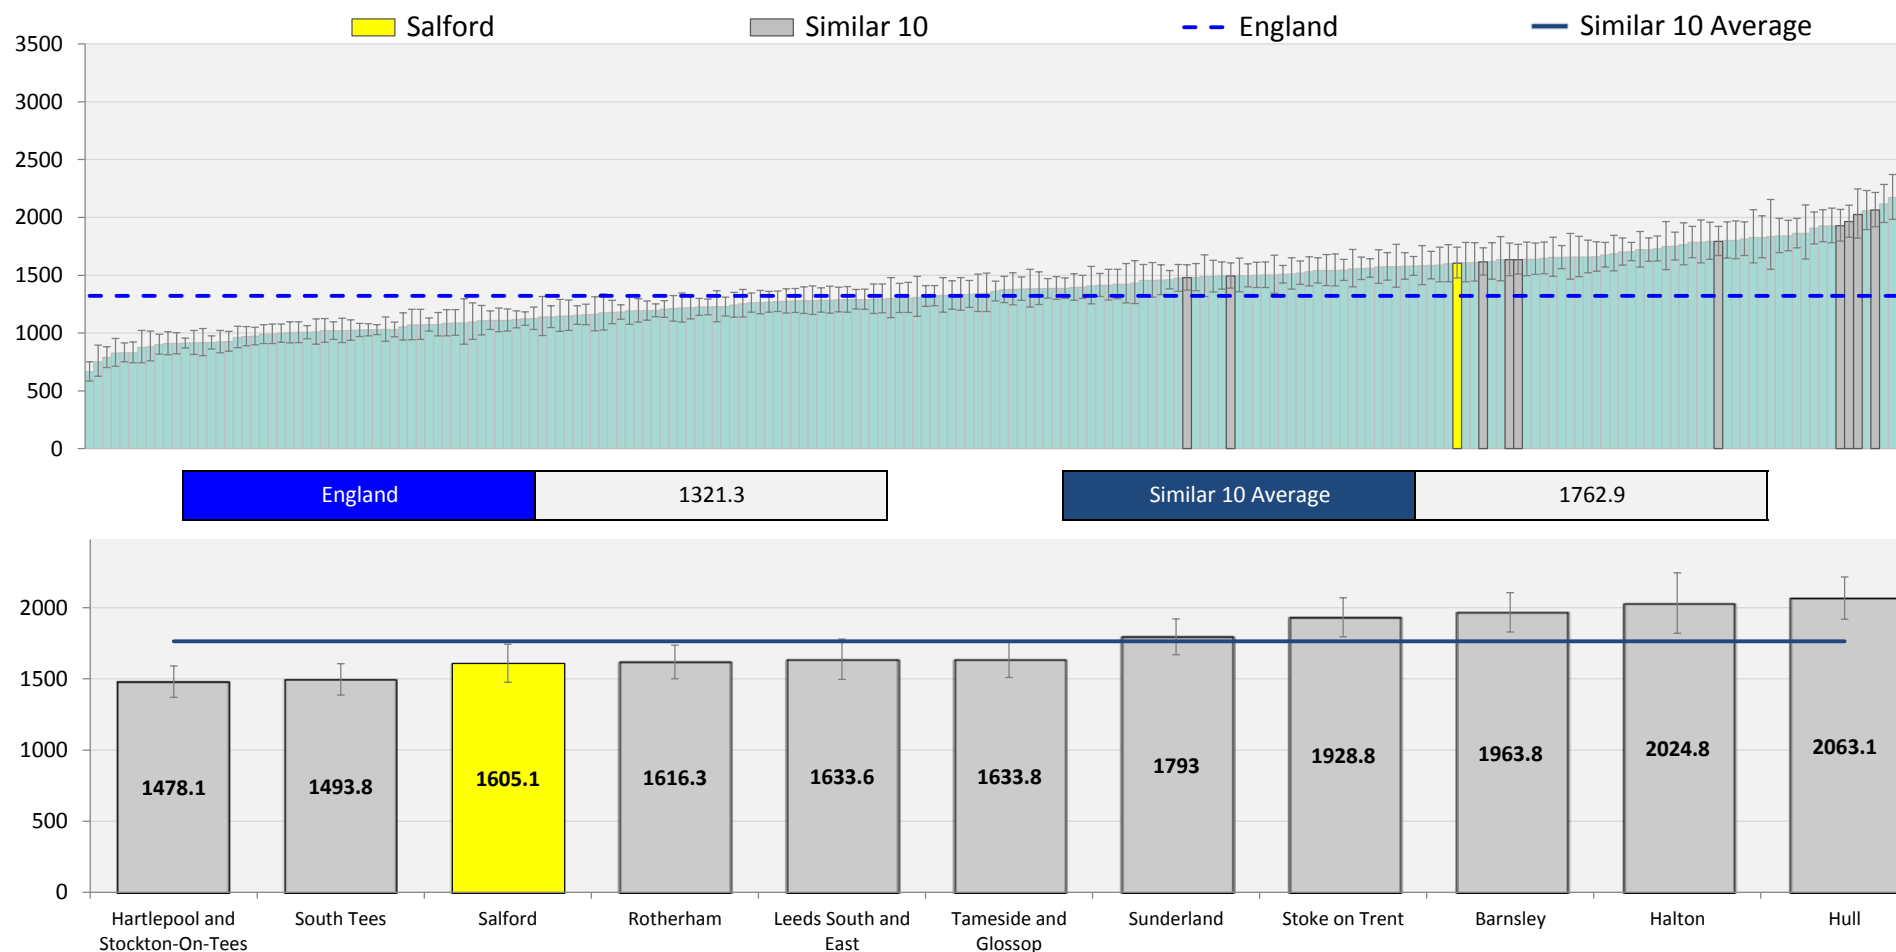 Salford
Similar 10
England
Similar 10 Average
3500
3000
2500
2000
1500
1000
500
0
England
1321.3
Similar 10 Average
1762.9
2000
1500
1000
500
0
1478.1
1493.8
1605.1
1616.3
1633.6
1633.8
1793
1928.8
1963.8
2024.8
2063.1
Hartlepool and
Stockton-On-Tees
South Tees
Salford
Rotherham
Leeds South and
East
Tameside and
Glossop
Sunderland
Stoke on Trent
Barnsley
Halton
Hull